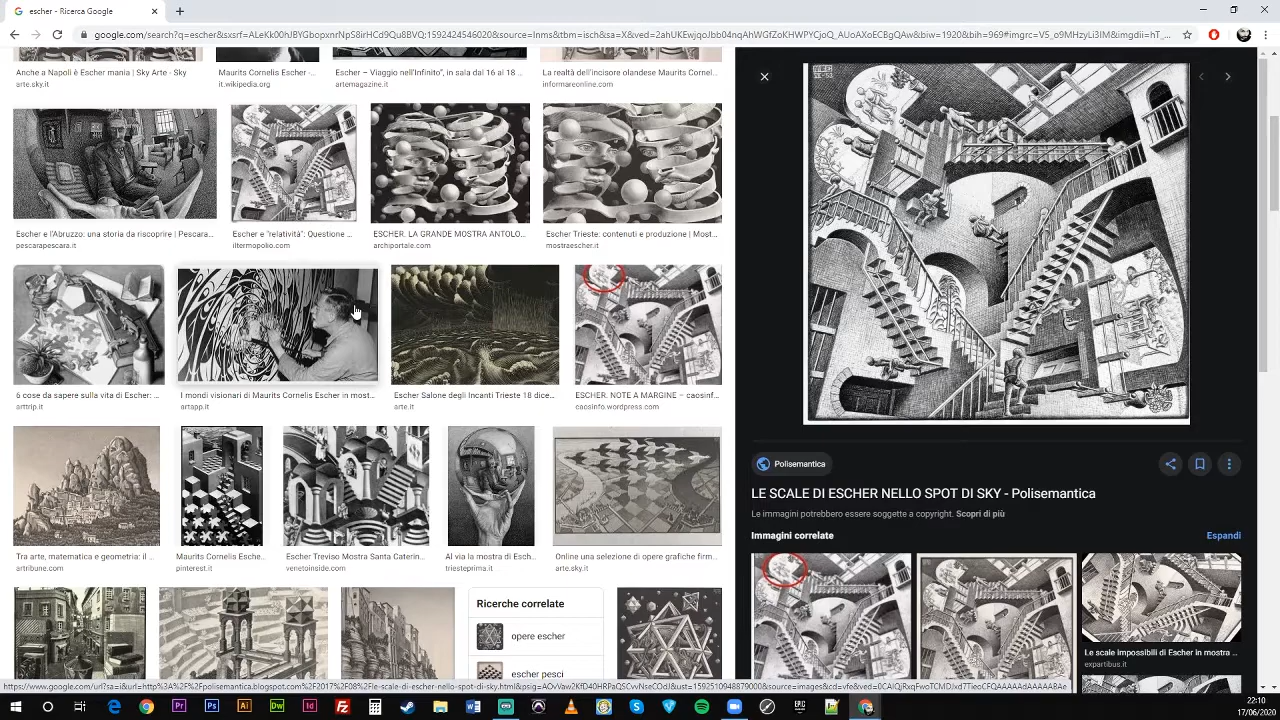 escher - Ricerca Google
google.com/search?q=escher&sxsrf=ALeKk00hJBYGbopxnrNpS8irHCd9Qu8BVQ:1592424546020&source=lnms&tbm=isch&sa=X&ved=2ahUKEwjqoJbb04nqAhWGfZoKHWPYCjoQ_AUoAXoECBgQAw&biw=1920&bih=969#imgrc=V5_o9MHzyLi3IM&imgdii=hT_...
Anche a Napoli è Escher mania | Sky Arte - Sky
arte.sky.it
Maurits Cornelis Escher -...
it.wikipedia.org
Escher – Viaggio nell'Infinito", in sala dal 16 al 18 ...
artemagazine.it
La realtà dell'incisore olandese Maurits Cornel...
informareonline.com
Escher e l'Abruzzo: una storia da riscoprire | Pescara...
pescarapescara.it
Escher e "relatività": Questione ...
iltermopolio.com
ESCHER. LA GRANDE MOSTRA ANTOLO...
archiportale.com
Escher Trieste: contenuti e produzione | Most...
mostraescher.it
6 cose da sapere sulla vita di Escher: ...
arttrip.it
I mondi visionari di Maurits Cornelis Escher in most...
artapp.it
Escher Salone degli Incanti Trieste 18 dice...
arte.it
ESCHER. NOTE A MARGINE – caosinf...
caosinfo.wordpress.com
Tra arte, matematica e geometria: il ...
artribune.com
Maurits Cornelis Esche...
pinterest.it
Escher Treviso Mostra Santa Caterin...
venetoinside.com
Al via la mostra di Esch...
triesteprima.it
Online una selezione di opere grafiche firm...
arte.sky.it
Ricerche correlate
opere escher
escher pesci
Polisemantica
LE SCALE DI ESCHER NELLO SPOT DI SKY - Polisemantica
Le immagini potrebbero essere soggette a copyright. Scopri di più
Immagini correlate
Espandi
Le scale impossibili di Escher in mostra ...
expartibus.it
22:10
17/06/2020